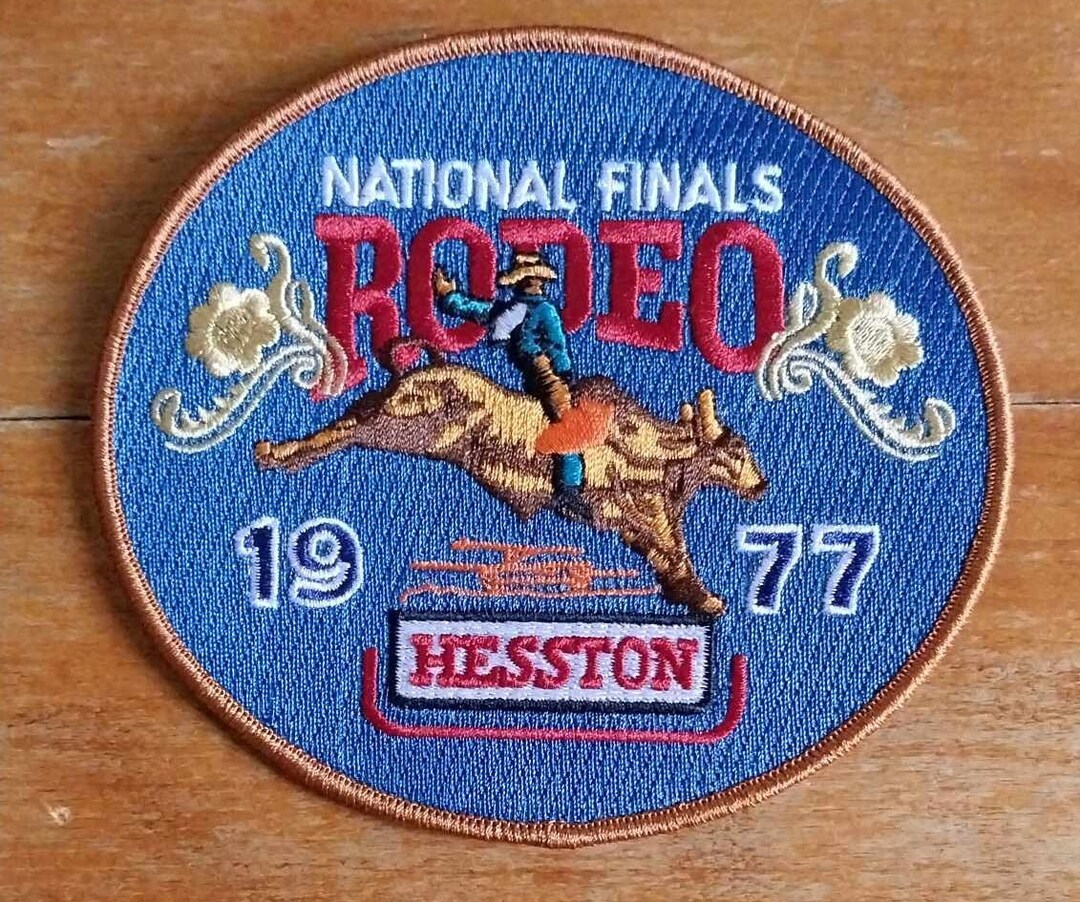 NATIONAL FINALS
RODEO
19 77
HESSTON